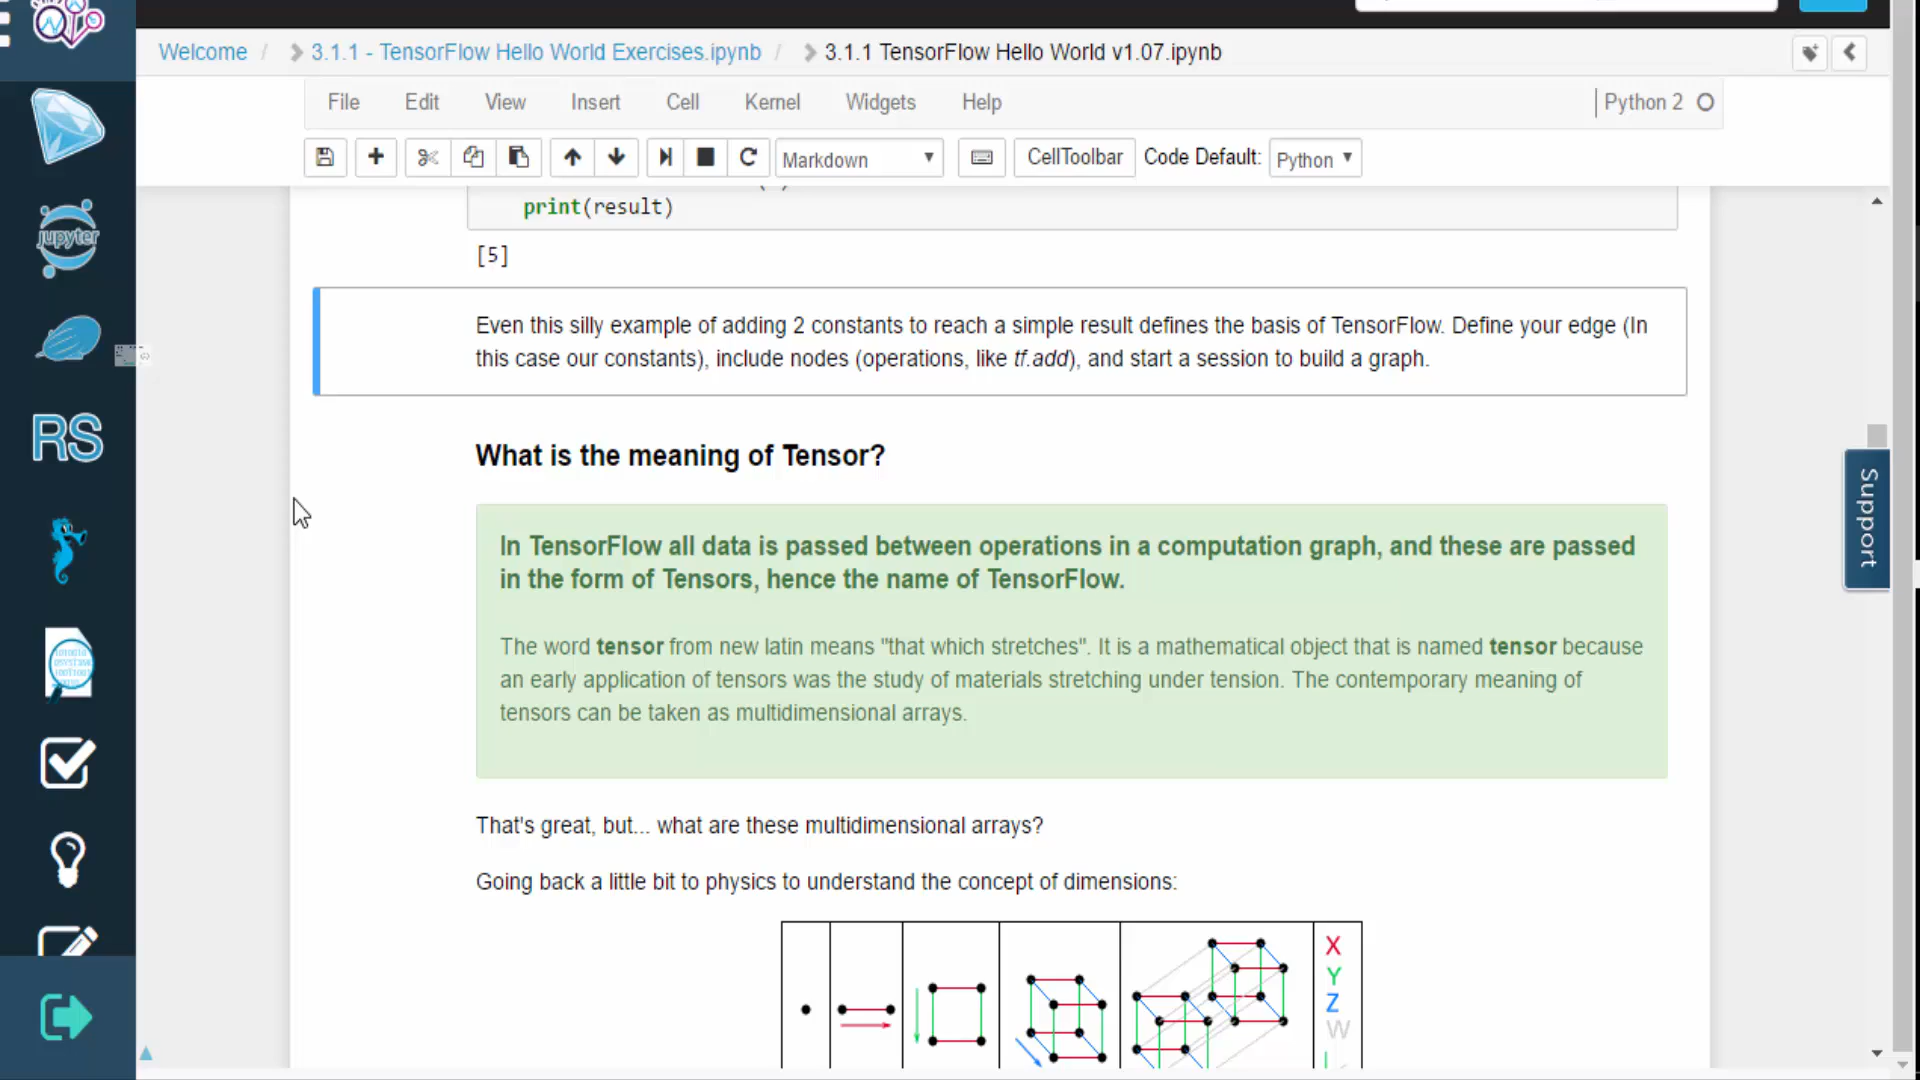 Welcome / 3.1.1 - TensorFlow Hello World Exercises.ipynb / 3.1.1 TensorFlow Hello World v1.07.ipynb
File Edit View Insert Cell Kernel Widgets Help Python 2
Markdown CellToolbar Code Default: Python
print(result)
[5]
Even this silly example of adding 2 constants to reach a simple result defines the basis of TensorFlow. Define your edge (In
this case our constants), include nodes (operations, like tf.add), and start a session to build a graph.
What is the meaning of Tensor?
In TensorFlow all data is passed between operations in a computation graph, and these are passed
in the form of Tensors, hence the name of TensorFlow.
The word tensor from new latin means "that which stretches". It is a mathematical object that is named tensor because
an early application of tensors was the study of materials stretching under tension. The contemporary meaning of
tensors can be taken as multidimensional arrays.
That's great, but... what are these multidimensional arrays?
Going back a little bit to physics to understand the concept of dimensions:
X
Y
Z
W
jupyter
RS
Support